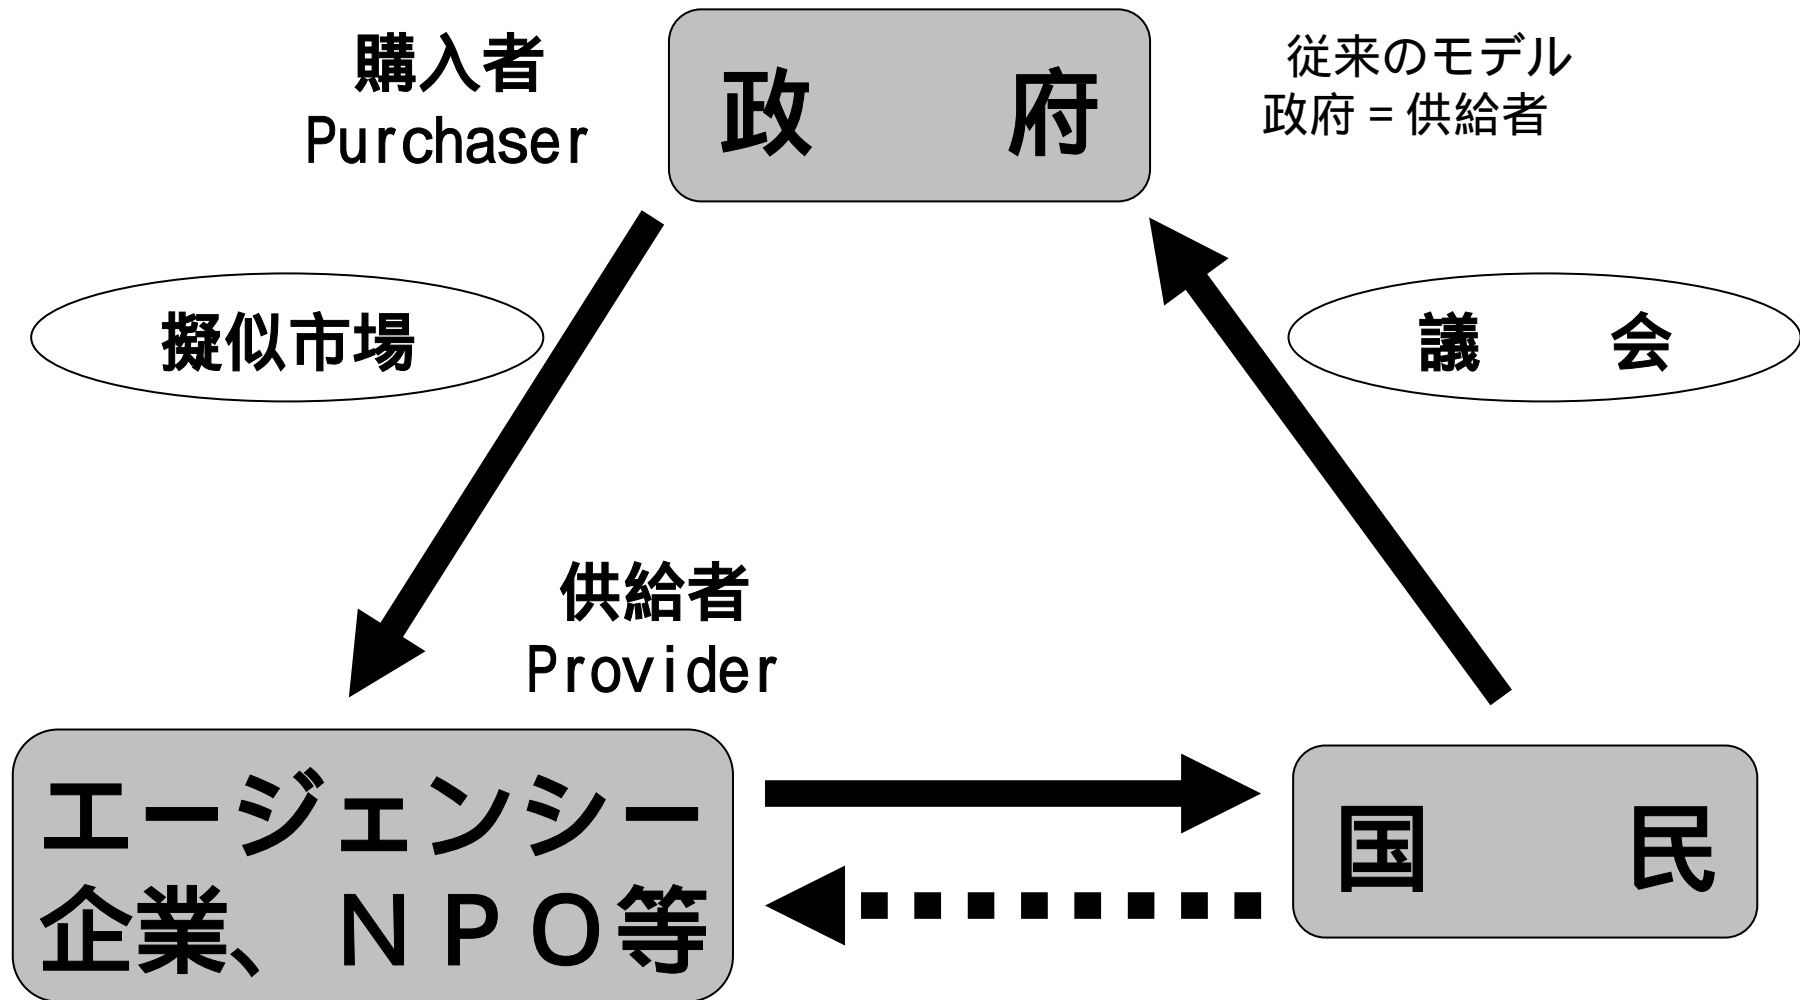 購入者
Purchaser
政　　府
従来のモデル
政府 = 供給者
擬似市場
議　　会
供給者
Provider
エージェンシー
企業、ＮＰＯ等
国　　民